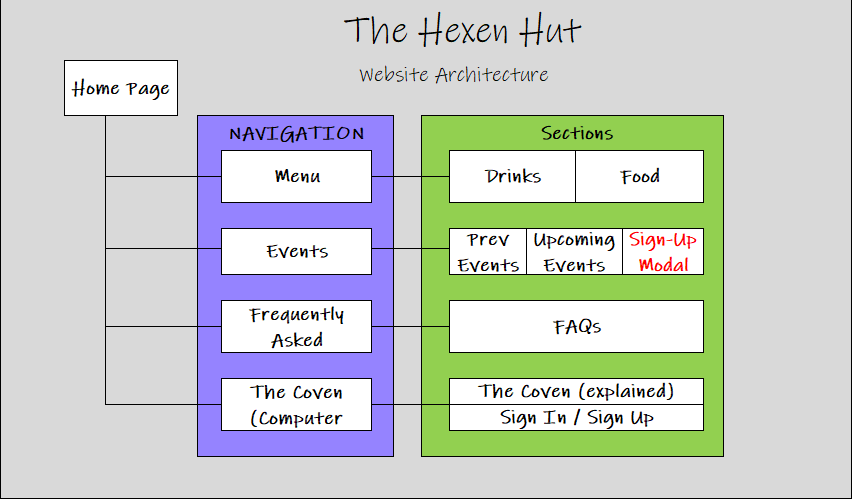 The Hexen Hut
Website Architecture
Home Page
NAVIGATION
Menu
Events
Frequently
Asked
The Coven
(Computer
Sections
Drinks
Food
Prev
Events
Upcoming
Events
Sign-Up
Modal
FAQs
The Coven (explained)
Sign In / Sign Up